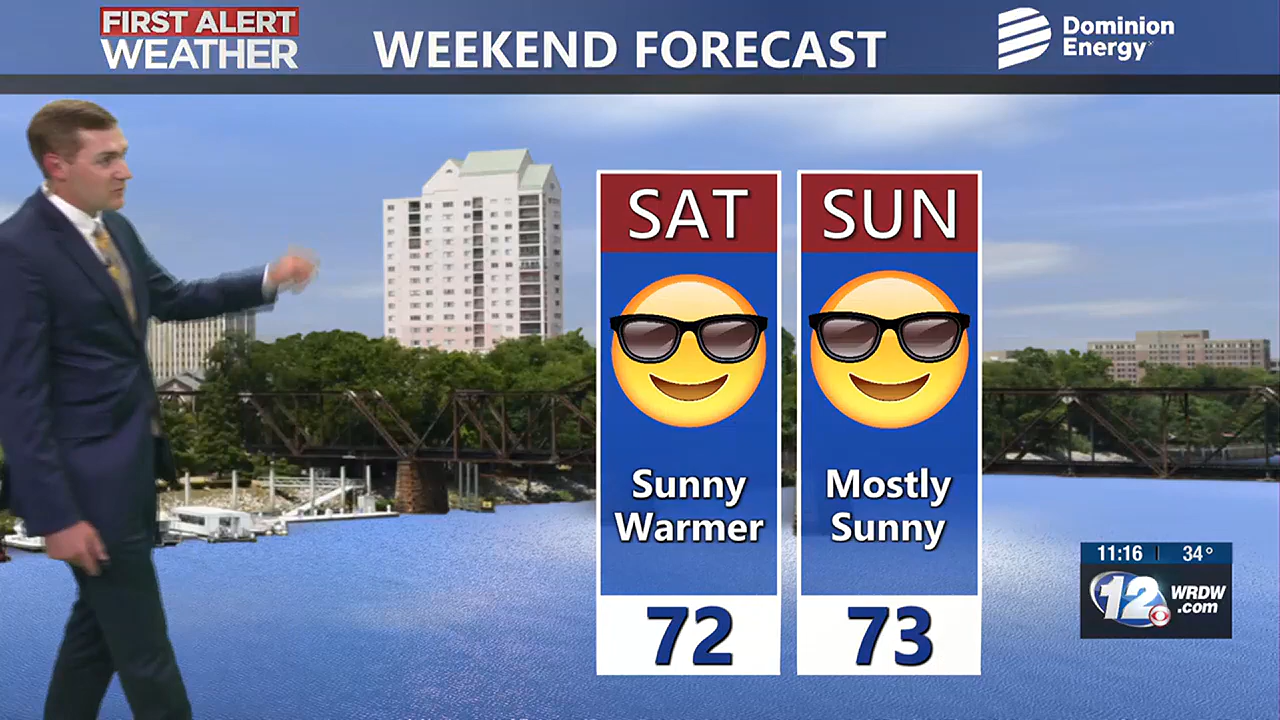 FIRST ALERT
WEATHER
WEEKEND FORECAST
Dominion
Energy
SAT
SUN
Sunny
Warmer
Mostly
Sunny
72
73
11:16 | 34°
12
WRDW
.com